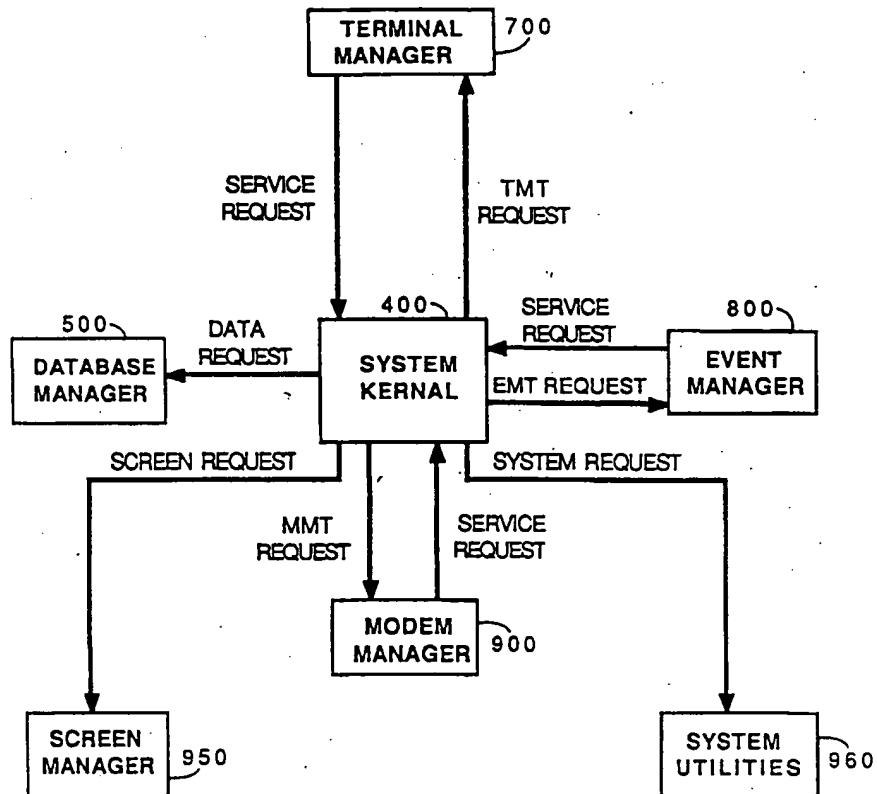 TERMINAL
MANAGER
700
SERVICE
REQUEST
TMT
REQUEST
500
DATABASE
MANAGER
DATA
REQUEST
400
SYSTEM
KERNAL
SERVICE
REQUEST
EMT REQUEST
800
EVENT
MANAGER
SCREEN REQUEST
MMT
REQUEST
SERVICE
REQUEST
SYSTEM REQUEST
MODEM
MANAGER
900
SCREEN
MANAGER
950
SYSTEM
UTILITIES
960